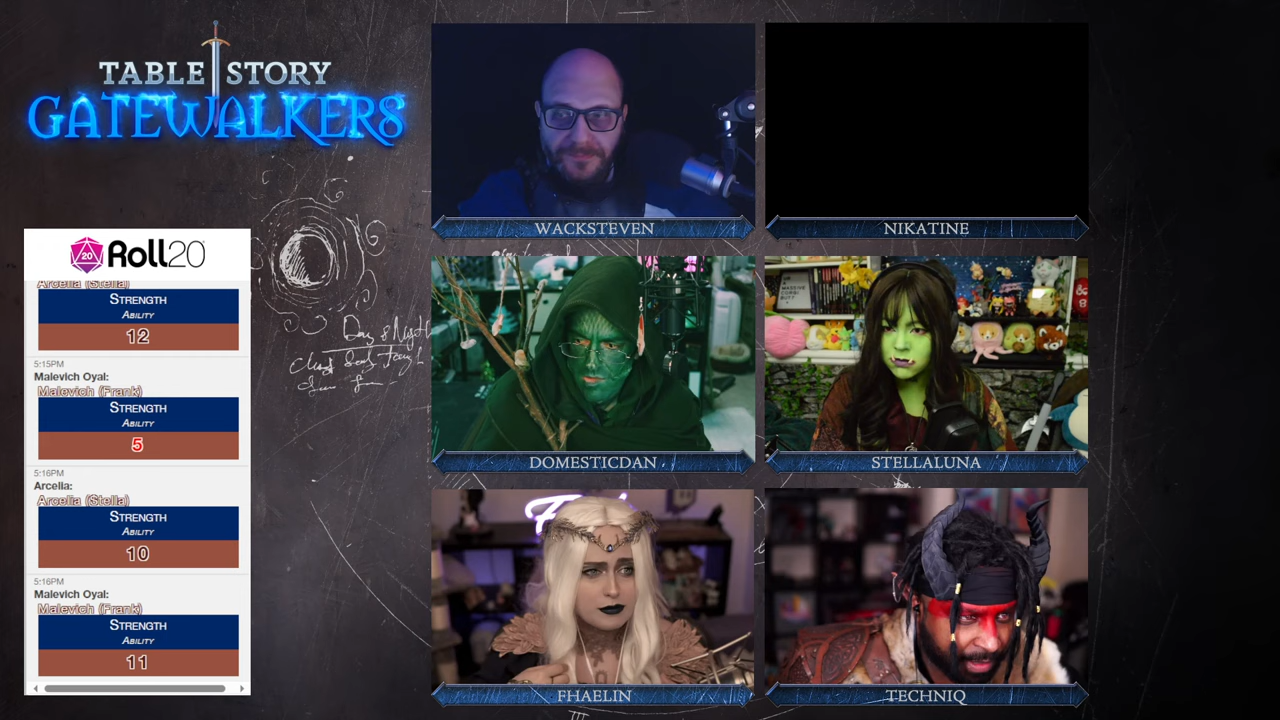 TABLE STORY
GATEWALKERS
Roll20
Arcelia (Stella)
STRENGTH
ABILITY
12
5:15PM
Malevich Oyal:
Malevich (Frank)
STRENGTH
ABILITY
5
5:16PM
Arcelia:
Arcelia (Stella)
STRENGTH
ABILITY
10
5:16PM
Malevich Oyal:
Malevich (Frank)
STRENGTH
ABILITY
11
Day & Night
WACKSTEVEN
NIKATINE
DOMESTICDAN
STELLALUNA
FHAELIN
TECHNIQ